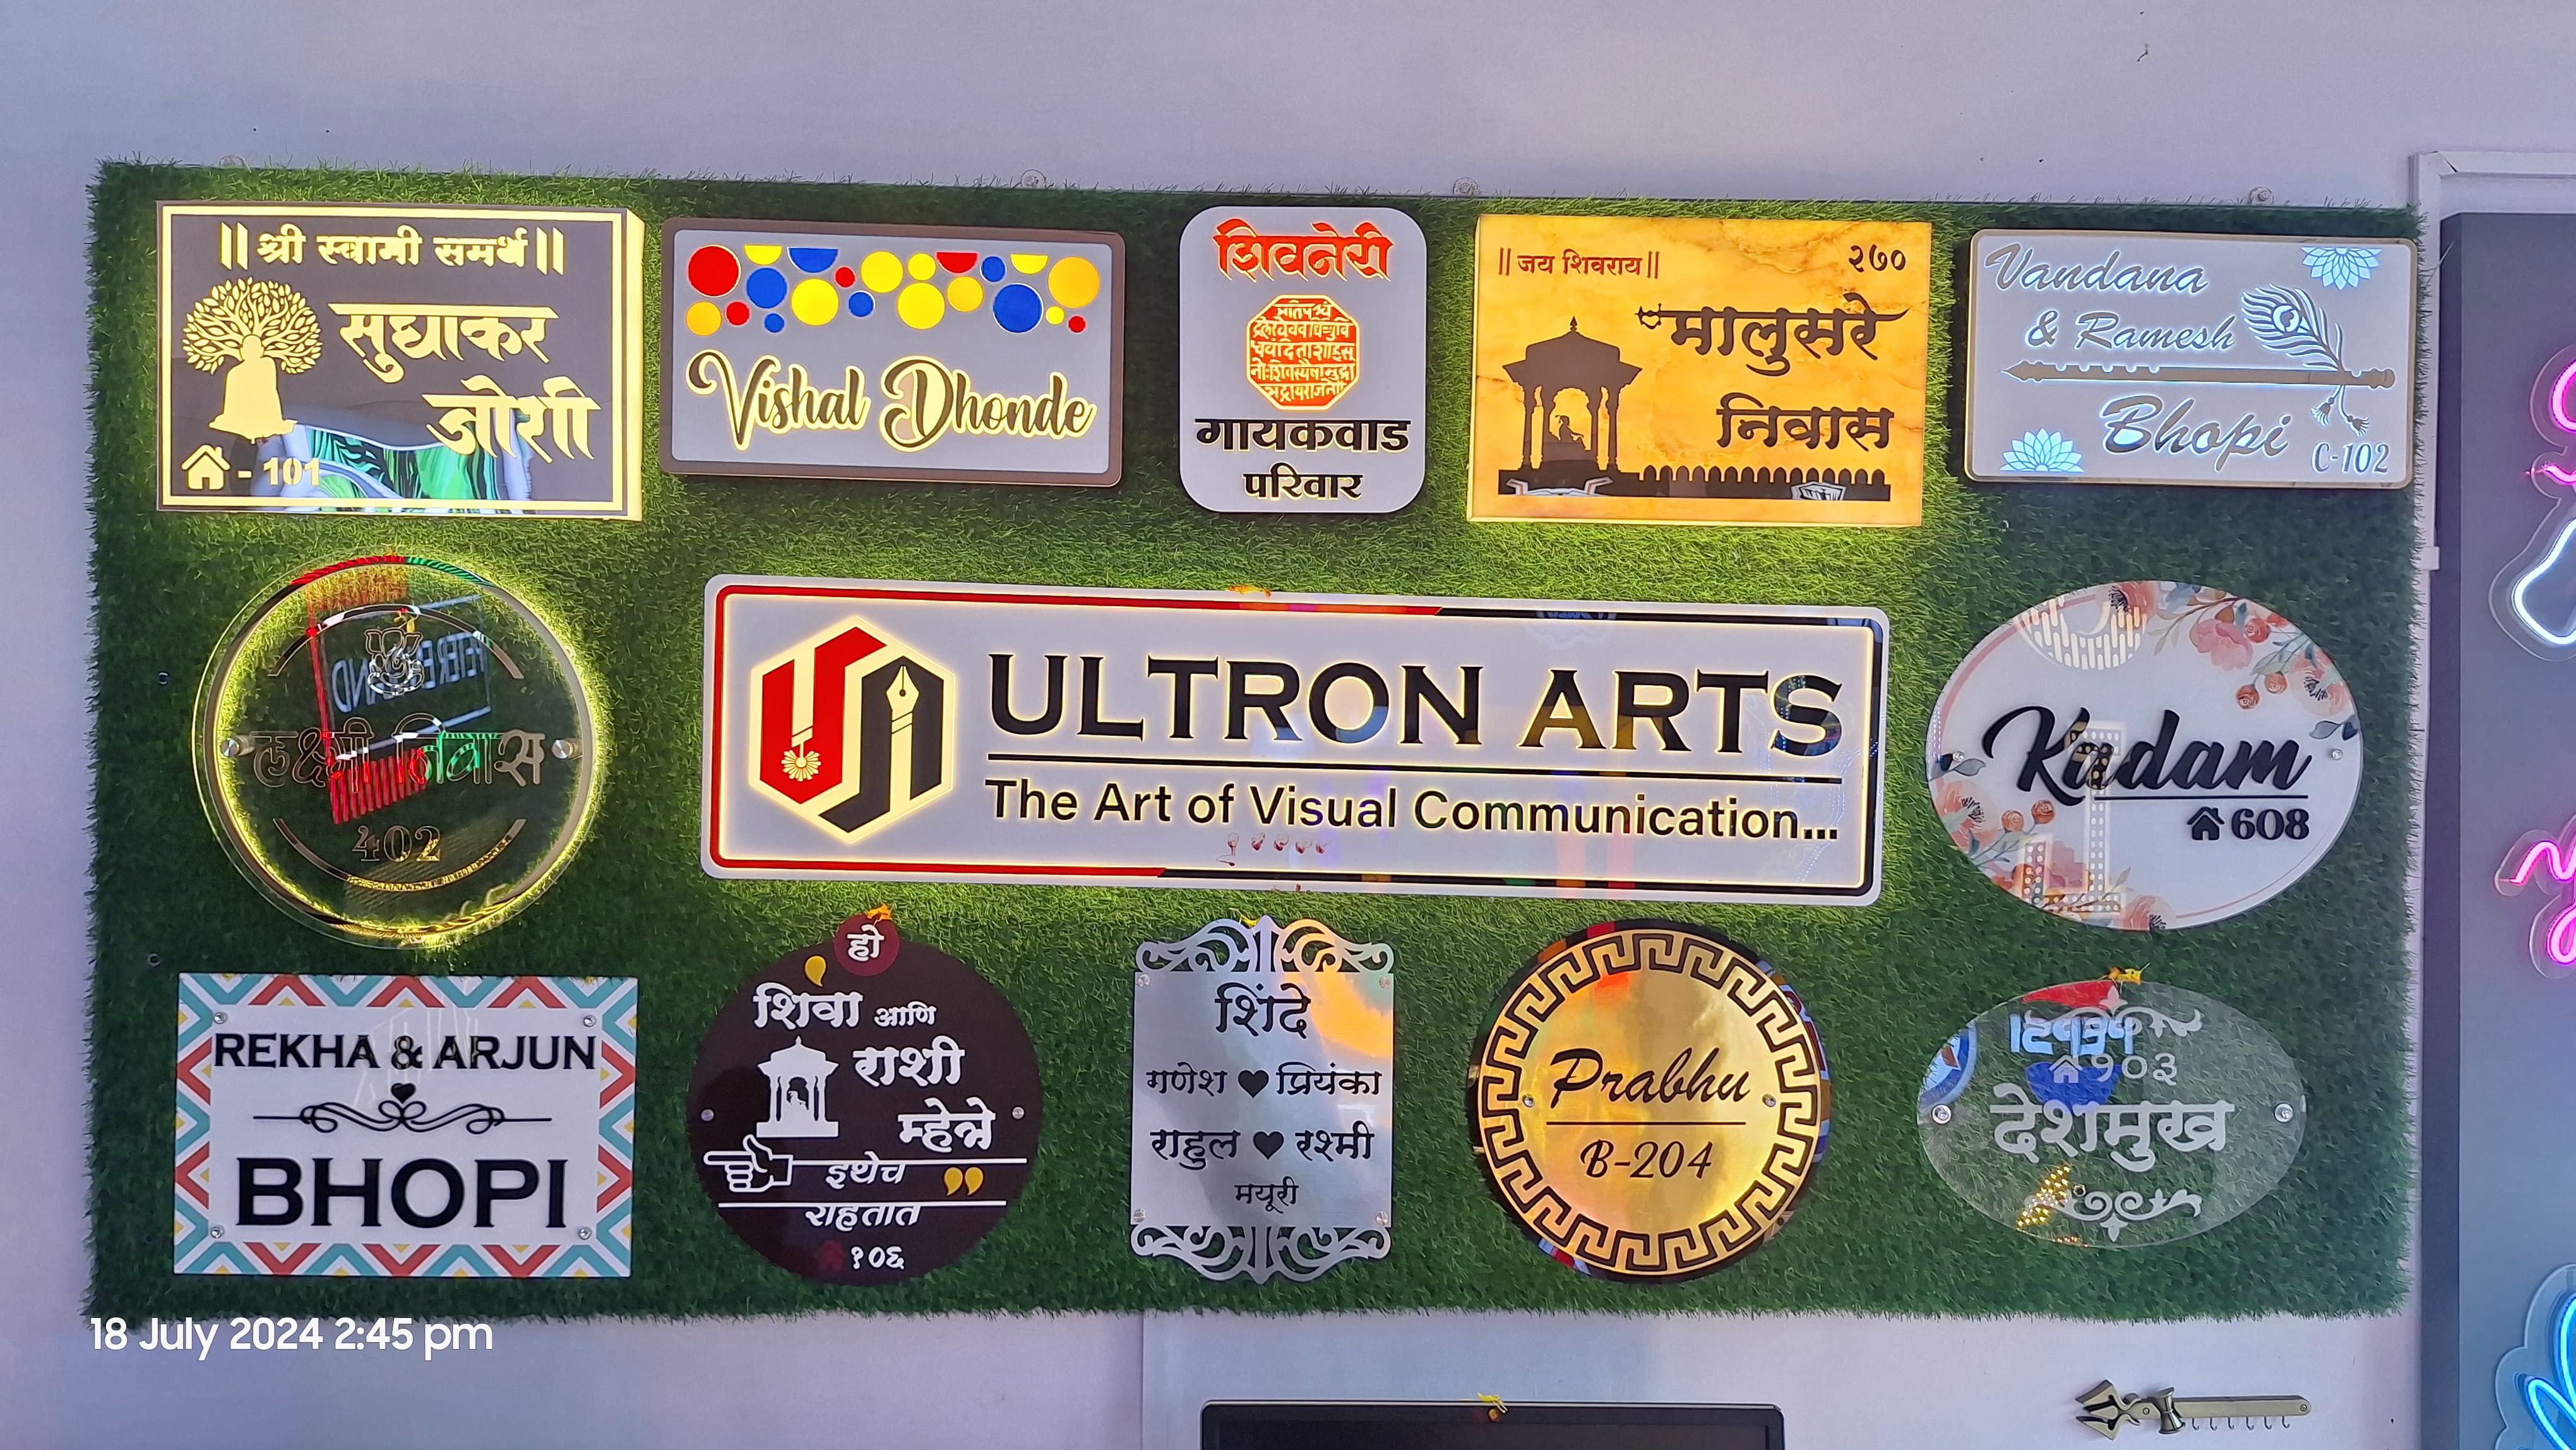 || श्री स्वामी समर्थ ||
सुधाकर
जोशी
- 101
Vishal Dhonde
शिवनेरी
गायकवाड
परिवार
|| जय शिवराय ||
२७०
मालुसरे
निवास
Vandana
& Ramesh
Bhopi
C-102
लक्ष्मी निवास
402
ULTRON ARTS
The Art of Visual Communication...
Kadam
608
REKHA & ARJUN
BHOPI
हो
शिवा आणि
राशी
म्हेत्रे
इथेच
राहतात
१०६
शिंदे
गणेश ♥ प्रियंका
राहुल ♥ रश्मी
मयूरी
Prabhu
B-204
१०३
देशमुख
18 July 2024 2:45 pm